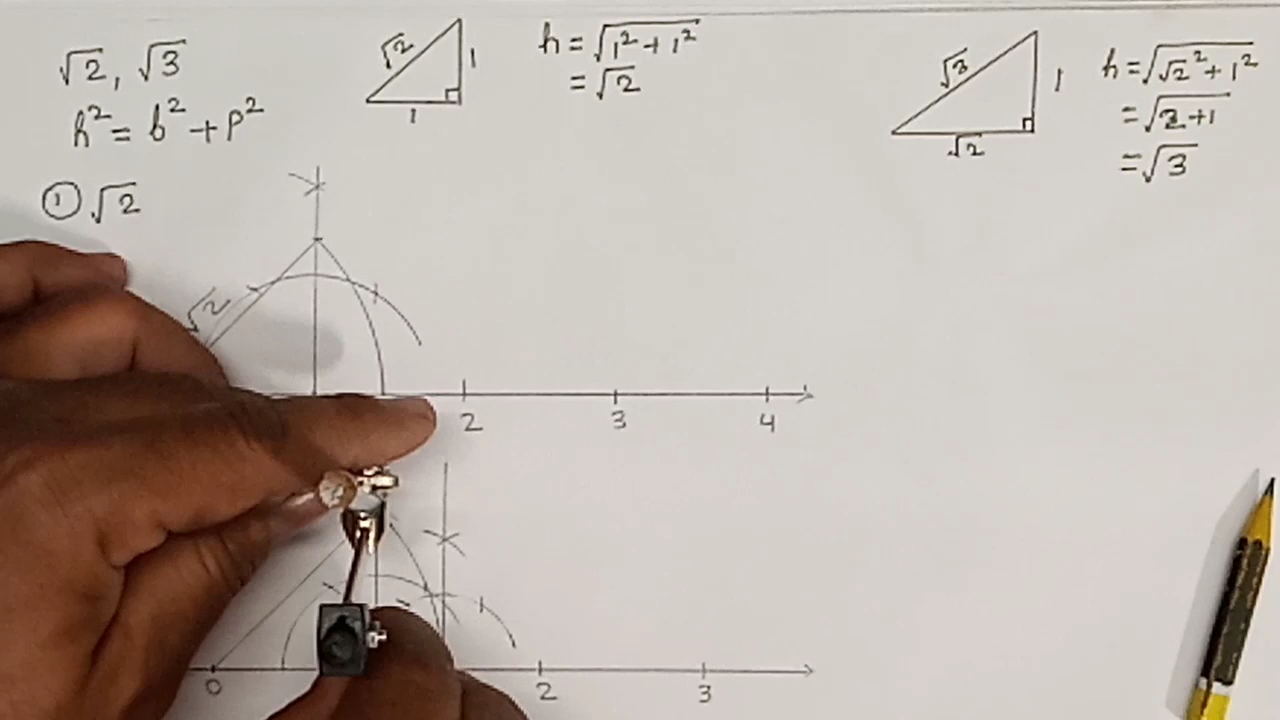 √2, √3
h² = b² + p²
√2
1
1
h = √1² + 1²
= √2
√3
1
√2
h = √√2² + 1²
= √2 + 1
= √3
① √2
√2
2 3 4
0 2 3